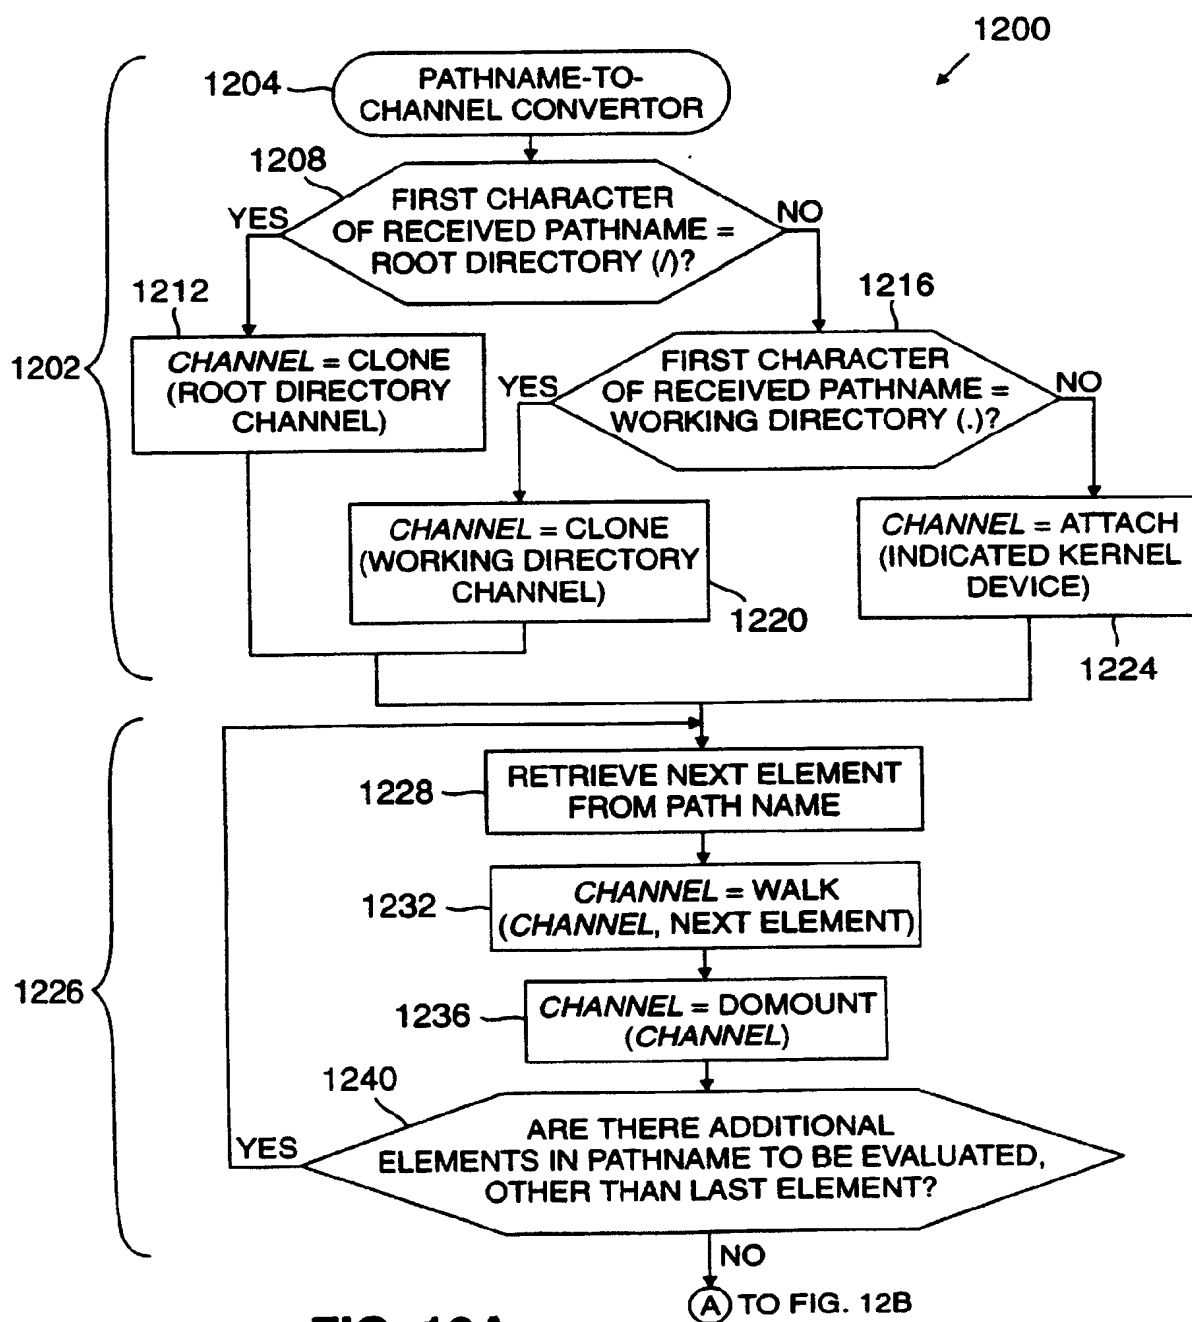 1200
1204
PATHNAME-TO-
CHANNEL CONVERTOR
1208
FIRST CHARACTER
OF RECEIVED PATHNAME =
ROOT DIRECTORY (/)?
YES
NO
1212
CHANNEL = CLONE
(ROOT DIRECTORY
CHANNEL)
1216
FIRST CHARACTER
OF RECEIVED PATHNAME =
WORKING DIRECTORY (.)?
YES
NO
1202
CHANNEL = CLONE
(WORKING DIRECTORY
CHANNEL)
1220
CHANNEL = ATTACH
(INDICATED KERNEL
DEVICE)
1224
1226
1228
RETRIEVE NEXT ELEMENT
FROM PATH NAME
1232
CHANNEL = WALK
(CHANNEL, NEXT ELEMENT)
1236
CHANNEL = DOMOUNT
(CHANNEL)
1240
ARE THERE ADDITIONAL
ELEMENTS IN PATHNAME TO BE EVALUATED,
OTHER THAN LAST ELEMENT?
YES
NO
A TO FIG. 12B